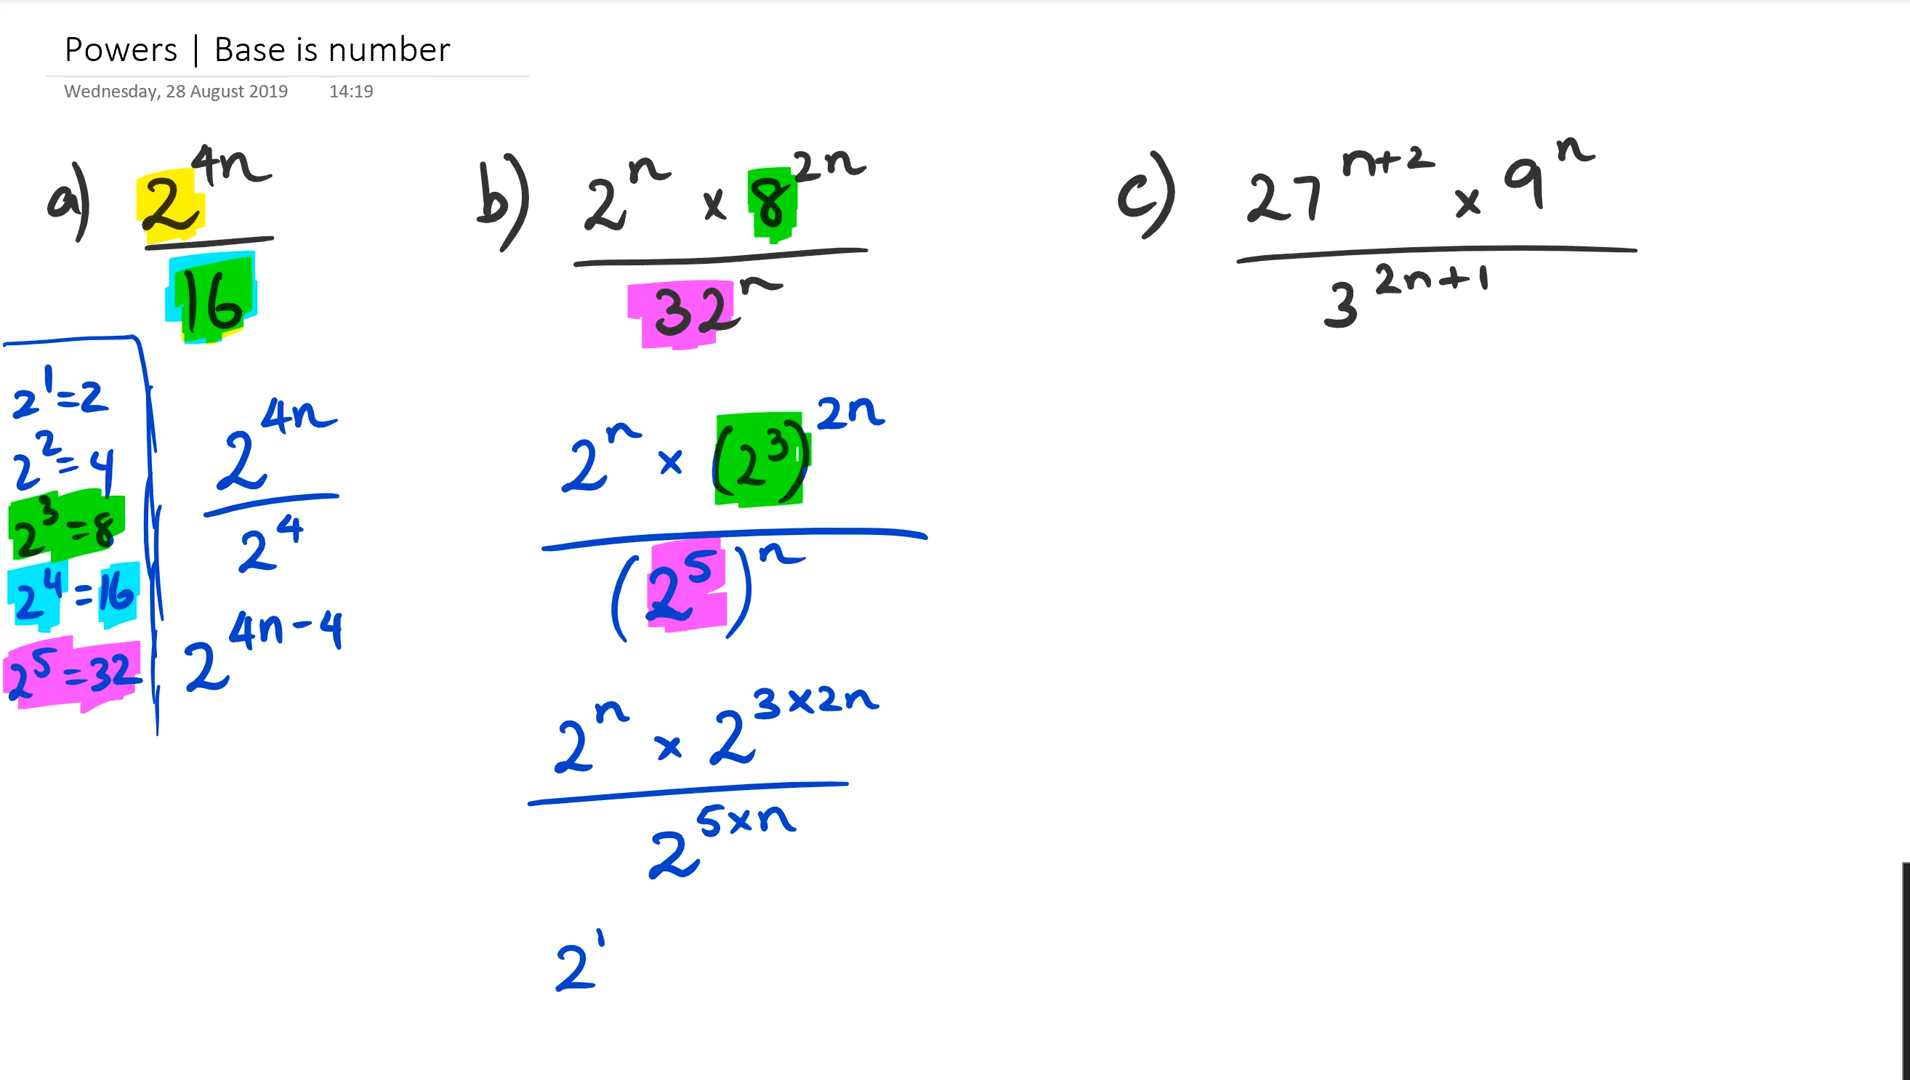 Powers | Base is number
Wednesday, 28 August 2019 14:19
a) 2^{4n}
16
2^1=2
2^2=4
2^3=8
2^4=16
2^5=32
2^{4n}
2^4
2^{4n-4}
b) 2^n × 8^{2n}
32^n
2^n × (2^3)^{2n}
(2^5)^n
2^n × 2^{3×2n}
2^{5×n}
2^1
c) 27^{n+2} × 9^n
3^{2n+1}